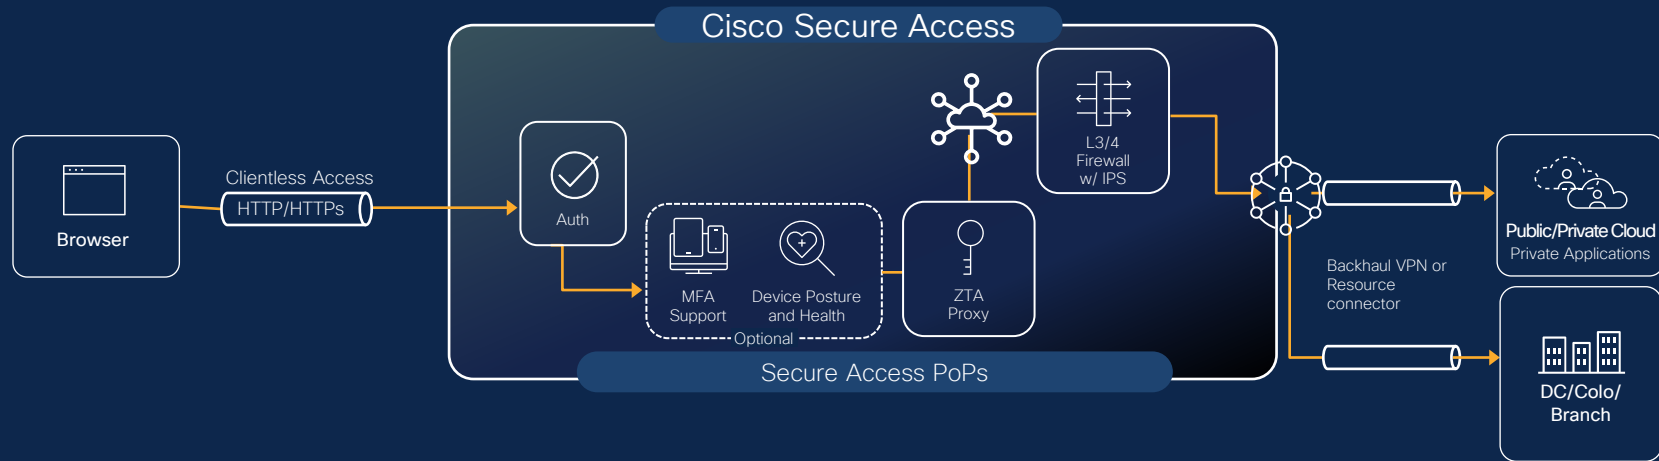 Cisco Secure Access
Browser
Clientless Access
HTTP/HTTPs
Auth
MFA
Support
Device Posture
and Health
Optional
ZTA
Proxy
L3/4
Firewall
w/ IPS
Secure Access PoPs
Backhaul VPN or
Resource
connector
Public/Private Cloud
Private Applications
DC/Colo/
Branch